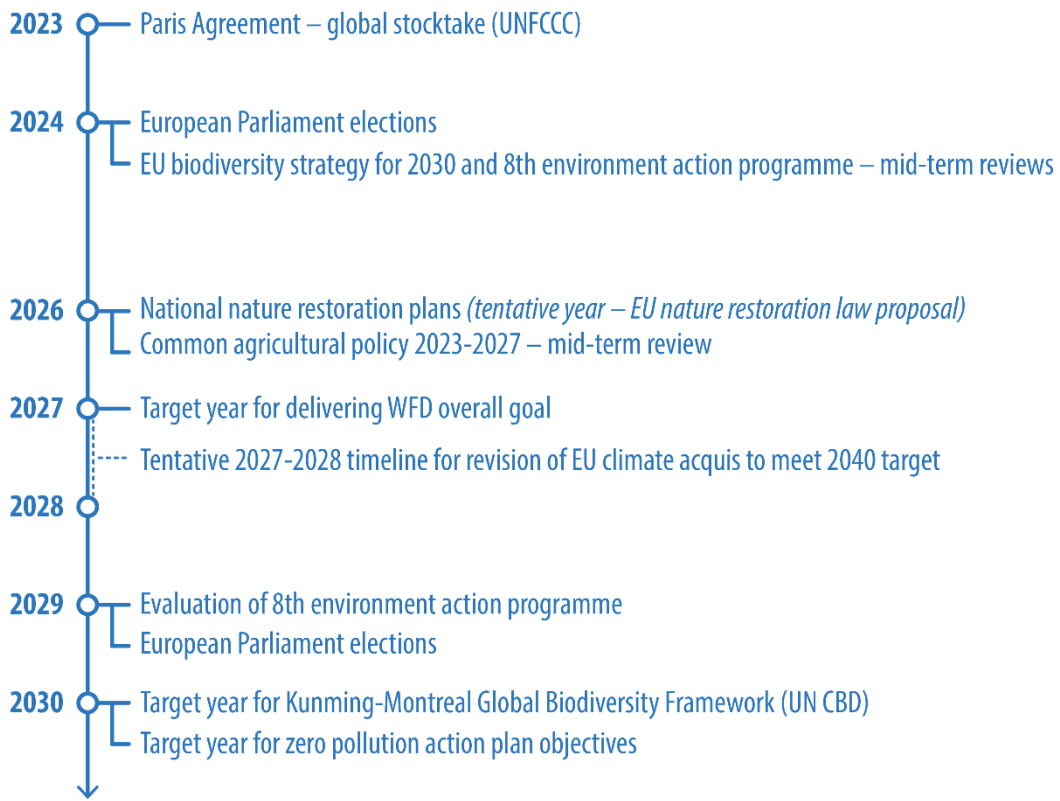 2023 Paris Agreement – global stocktake (UNFCCC)
2024 European Parliament elections
EU biodiversity strategy for 2030 and 8th environment action programme – mid-term reviews
2026 National nature restoration plans (tentative year – EU nature restoration law proposal)
Common agricultural policy 2023-2027 – mid-term review
2027 Target year for delivering WFD overall goal
Tentative 2027-2028 timeline for revision of EU climate acquis to meet 2040 target
2028
2029 Evaluation of 8th environment action programme
European Parliament elections
2030 Target year for Kunming-Montreal Global Biodiversity Framework (UN CBD)
Target year for zero pollution action plan objectives